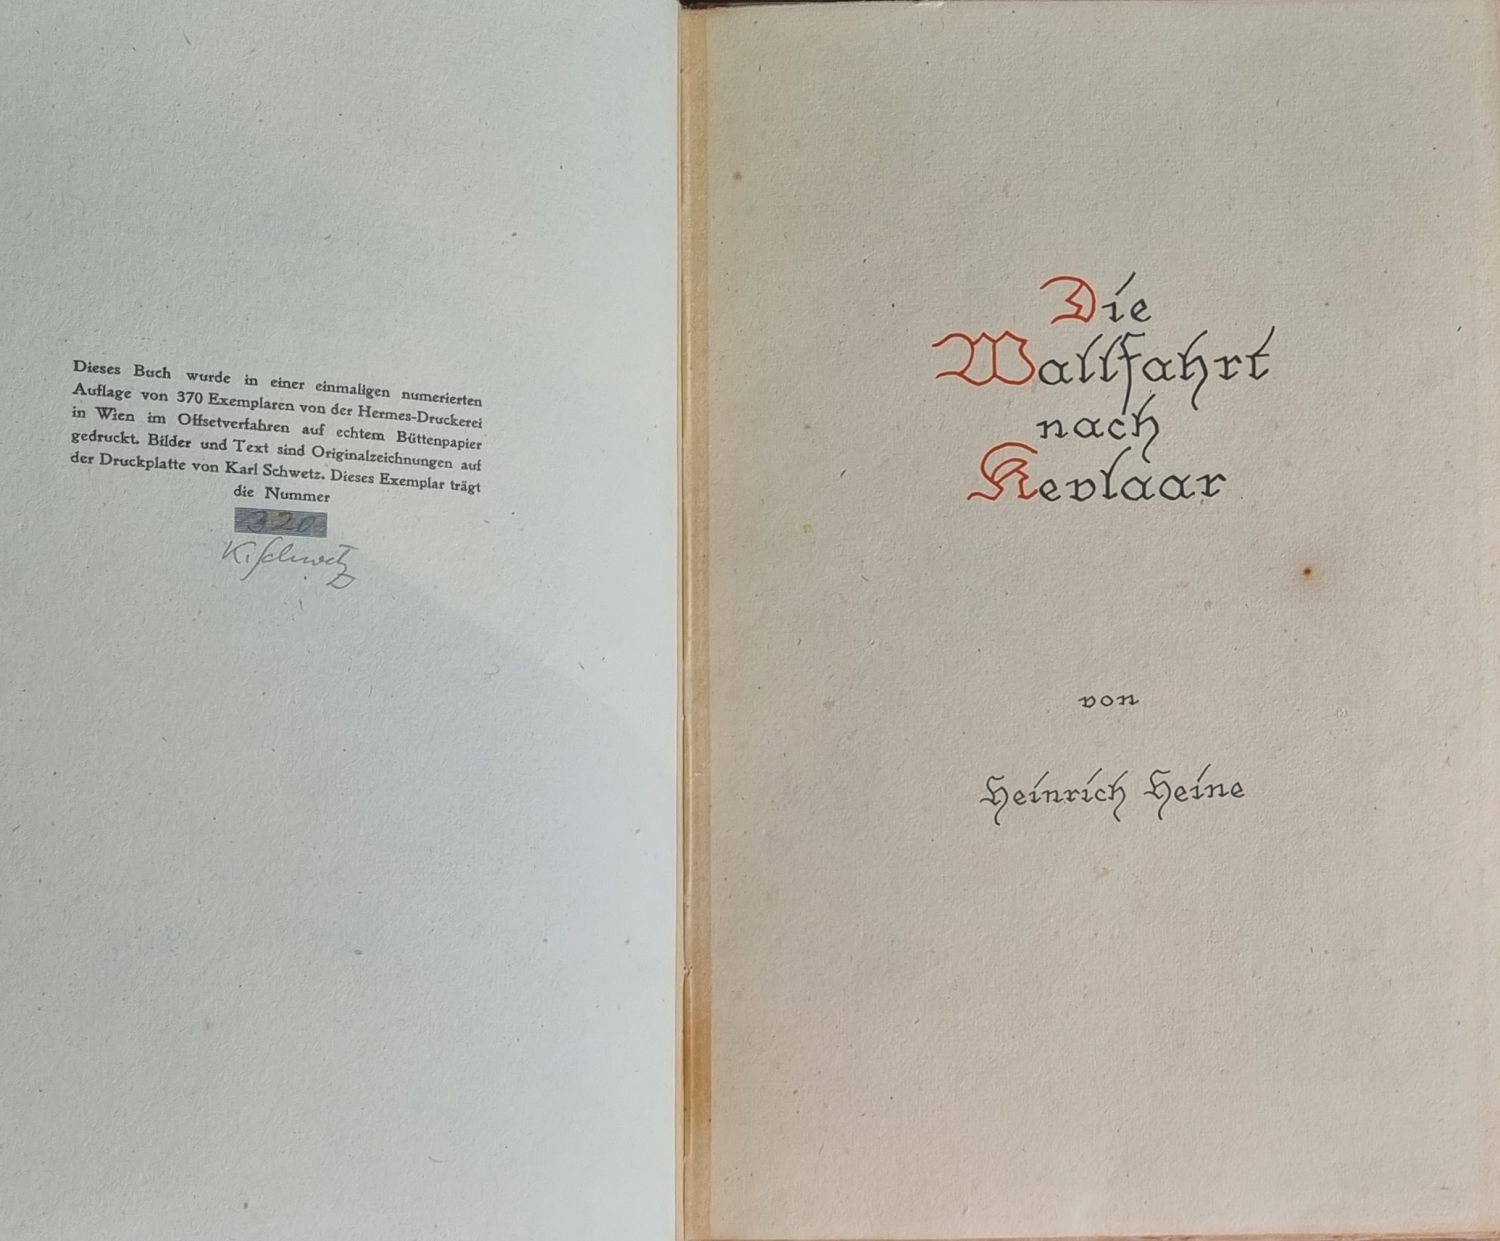 Dieses Buch wurde in einer einmaligen numerierten
Auflage von 370 Exemplaren von der Hermes-Druckerei
in Wien im Offsetverfahren auf echtem Büttenpapier
gedruckt. Bilder und Text sind Originalzeichnungen auf
der Druckplatte von Karl Schwetz. Dieses Exemplar trägt
die Nummer
320
K. Schwetz
Die
Wallfahrt
nach
Kevlaar
von
Heinrich Heine